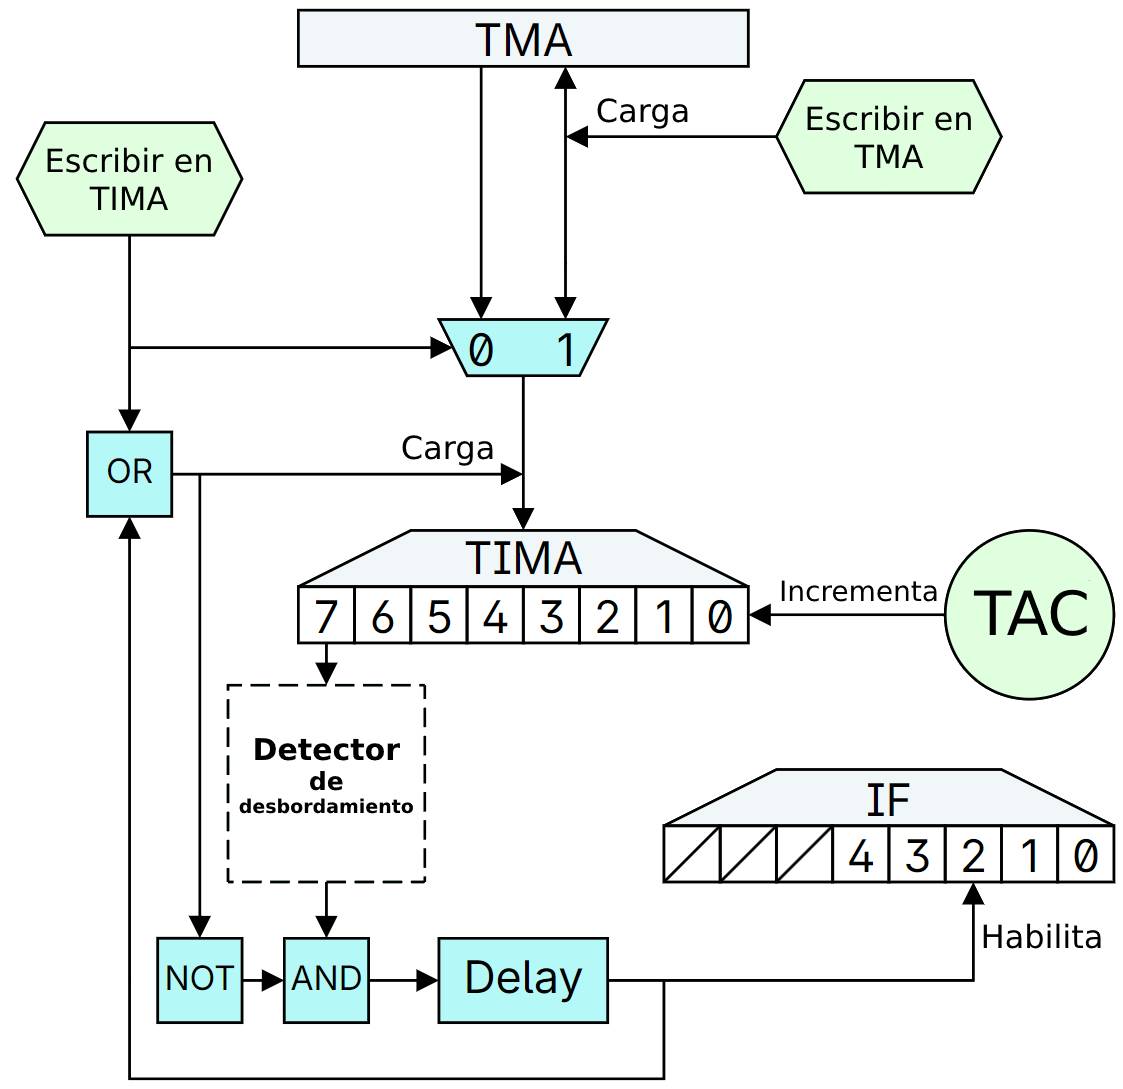 TMA
Carga
Escribir en
TMA
Escribir en
TIMA
0 1
OR
Carga
TIMA
7 6 5 4 3 2 1 0
Incrementa
TAC
Detector
de
desbordamiento
IF
4 3 2 1 0
Habilita
NOT
AND
Delay